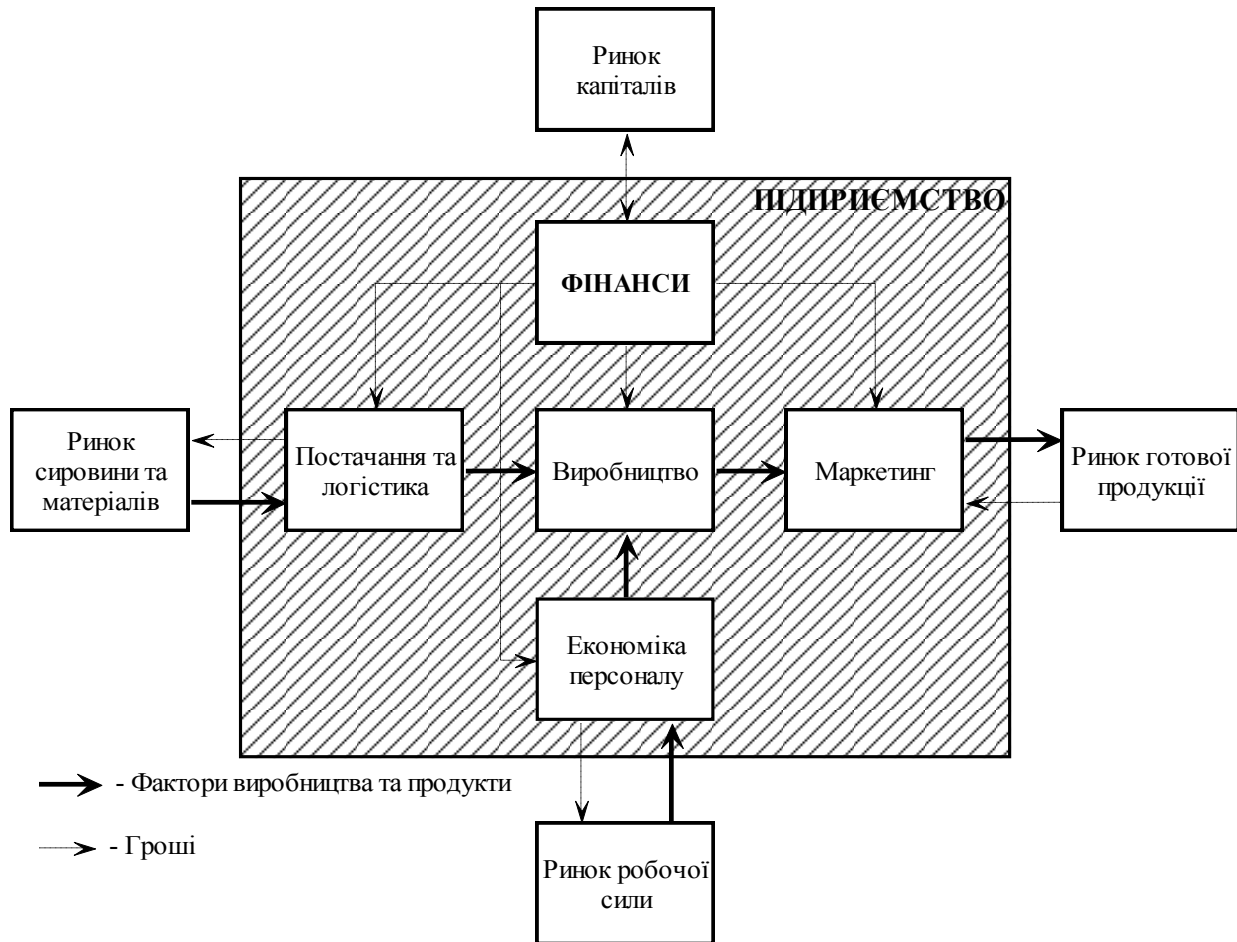 Ринок
капіталів
ПІДПРИЄМСТВО
ФІНАНСИ
Ринок
сировини та
матеріалів
Постачання та
логістика
Виробництво
Маркетинг
Ринок готової
продукції
Економіка
персоналу
- Фактори виробництва та продукти
- Гроші
Ринок робочої
сили